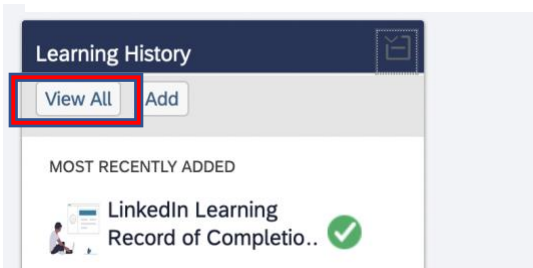 Learning History
View All Add
MOST RECENTLY ADDED
LinkedIn Learning
Record of Completio..